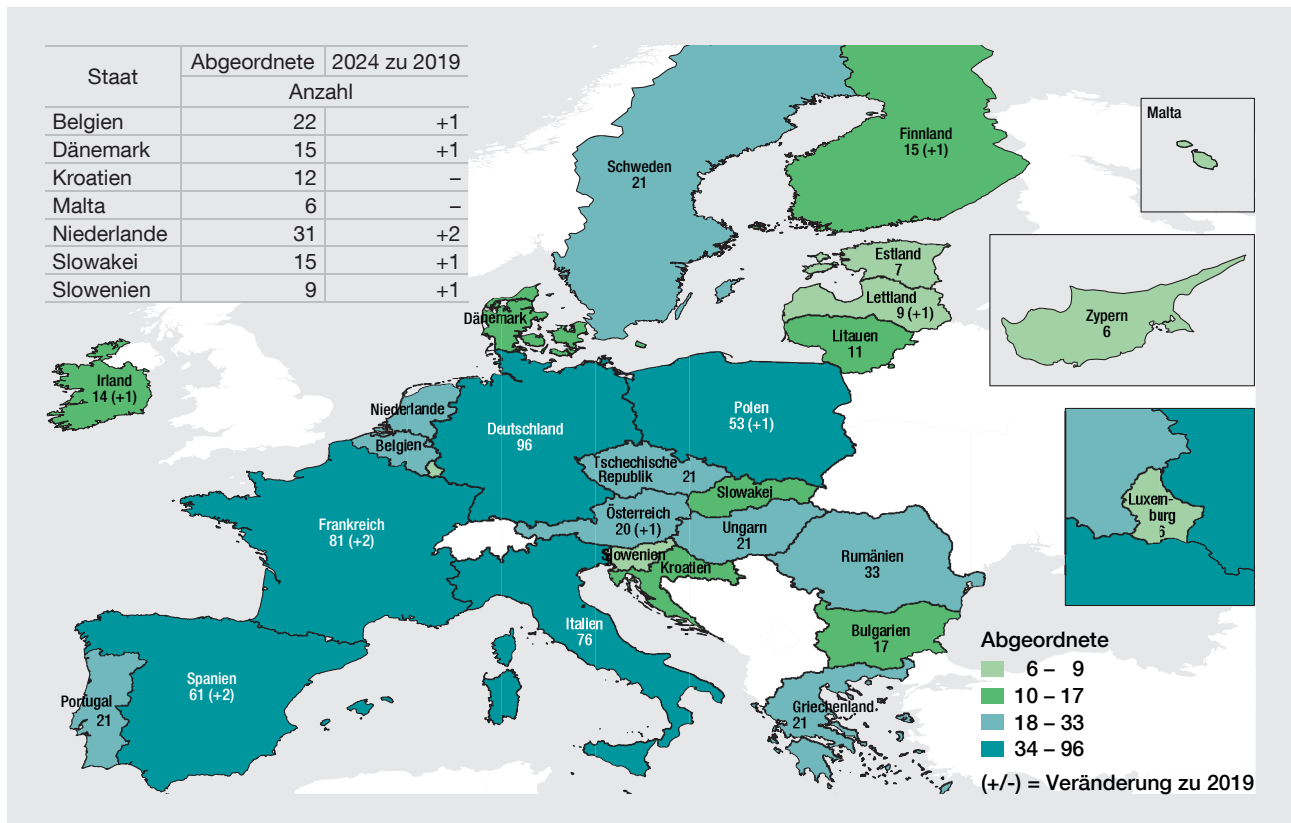 Staat Abgeordnete 2024 zu 2019
Anzahl
Belgien 22 +1
Dänemark 15 +1
Kroatien 12 –
Malta 6 –
Niederlande 31 +2
Slowakei 15 +1
Slowenien 9 +1
Malta
Finnland
15 (+1)
Schweden
21
Estland
7
Lettland
9 (+1)
Zypern
6
Dänemark
Litauen
11
Irland
14 (+1)
Niederlande
Polen
53 (+1)
Deutschland
96
Belgien
Tschechische
Republik 21
Slowakei
Luxem-
burg
6
Österreich
20 (+1)
Frankreich
81 (+2)
Ungarn
21
Slowenien
Rumänien
33
Kroatien
Italien
76
Bulgarien
17
Spanien
61 (+2)
Portugal
21
Griechenland
21
Abgeordnete
6 – 9
10 – 17
18 – 33
34 – 96
(+/-) = Veränderung zu 2019